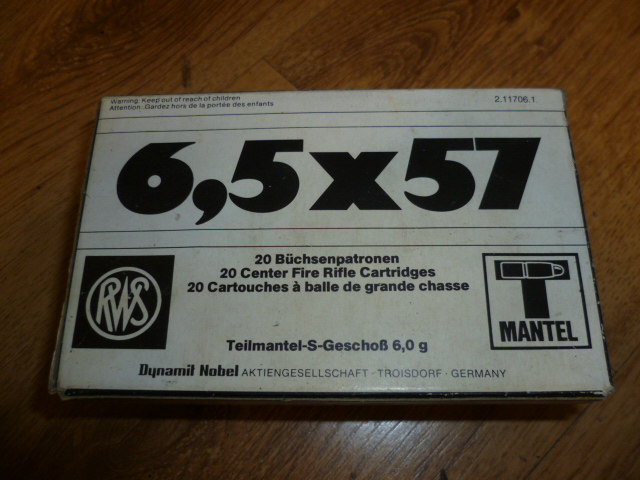 Warning: Keep out of reach of children
Attention: Gardez hors de la portée des enfants
2.11706.1
6,5x57
20 Büchsenpatronen
20 Center Fire Rifle Cartridges
20 Cartouches à balle de grande chasse
RWS
T
MANTEL
Teilmantel-S-Geschoß 6,0 g
Dynamit Nobel AKTIENGESELLSCHAFT · TROISDORF · GERMANY